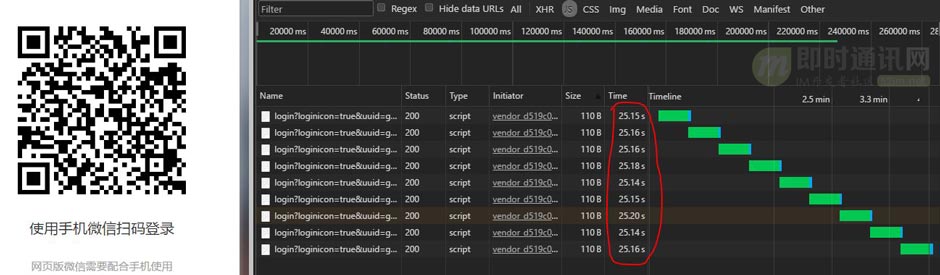 使用手机微信扫码登录
网页版微信需要配合手机使用
Filter Regex Hide data URLs All XHR JS CSS Img Media Font Doc WS Manifest Other
20000 ms 40000 ms 60000 ms 80000 ms 100000 ms 120000 ms 140000 ms 160000 ms 180000 ms 200000 ms 220000 ms 240000 ms 260000 ms
即时通讯网
Name Status Type Initiator Size Time Timeline
2.5 min 3.3 min
login?loginicon=true&uuid=g... 200 script vendor_d519c0... 110 B 25.15 s
login?loginicon=true&uuid=g... 200 script vendor_d519c0... 110 B 25.16 s
login?loginicon=true&uuid=g... 200 script vendor_d519c0... 110 B 25.16 s
login?loginicon=true&uuid=g... 200 script vendor_d519c0... 110 B 25.18 s
login?loginicon=true&uuid=g... 200 script vendor_d519c0... 110 B 25.14 s
login?loginicon=true&uuid=g... 200 script vendor_d519c0... 110 B 25.15 s
login?loginicon=true&uuid=g... 200 script vendor_d519c0... 110 B 25.20 s
login?loginicon=true&uuid=g... 200 script vendor_d519c0... 110 B 25.14 s
login?loginicon=true&uuid=g... 200 script vendor_d519c0... 110 B 25.16 s